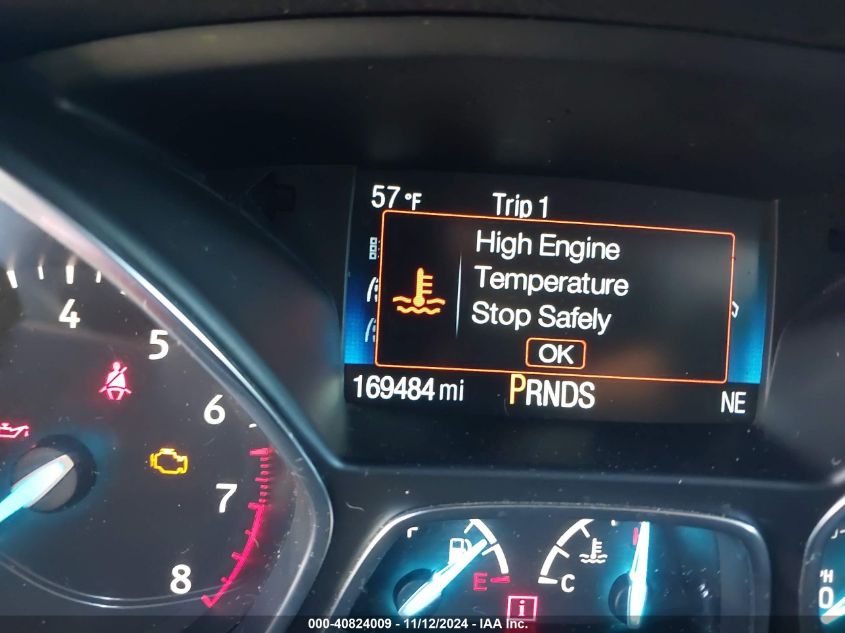 57 °F Trip 1
High Engine
Temperature
Stop Safely
OK
169484 mi PRNDS NE
4
5
6
7
8
E
C
H
i
0
000-40824009 - 11/12/2024 - IAA Inc.